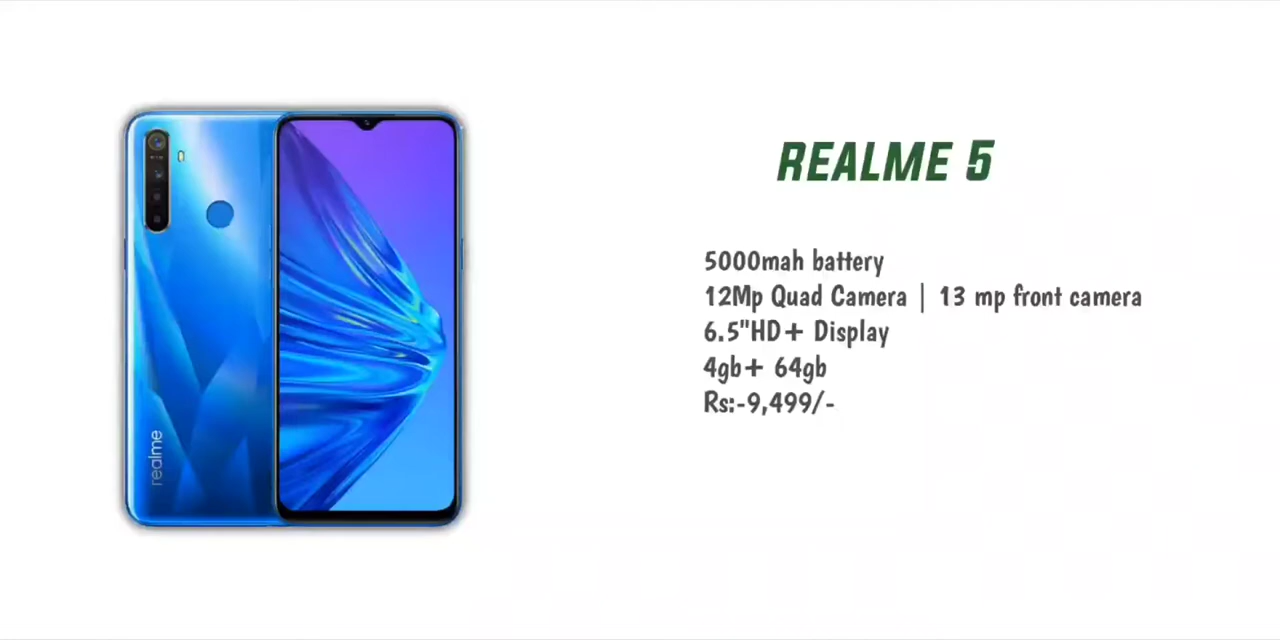 realme
REALME 5
5000mah battery
12Mp Quad Camera | 13 mp front camera
6.5"HD+ Display
4gb+ 64gb
Rs:-9,499/-